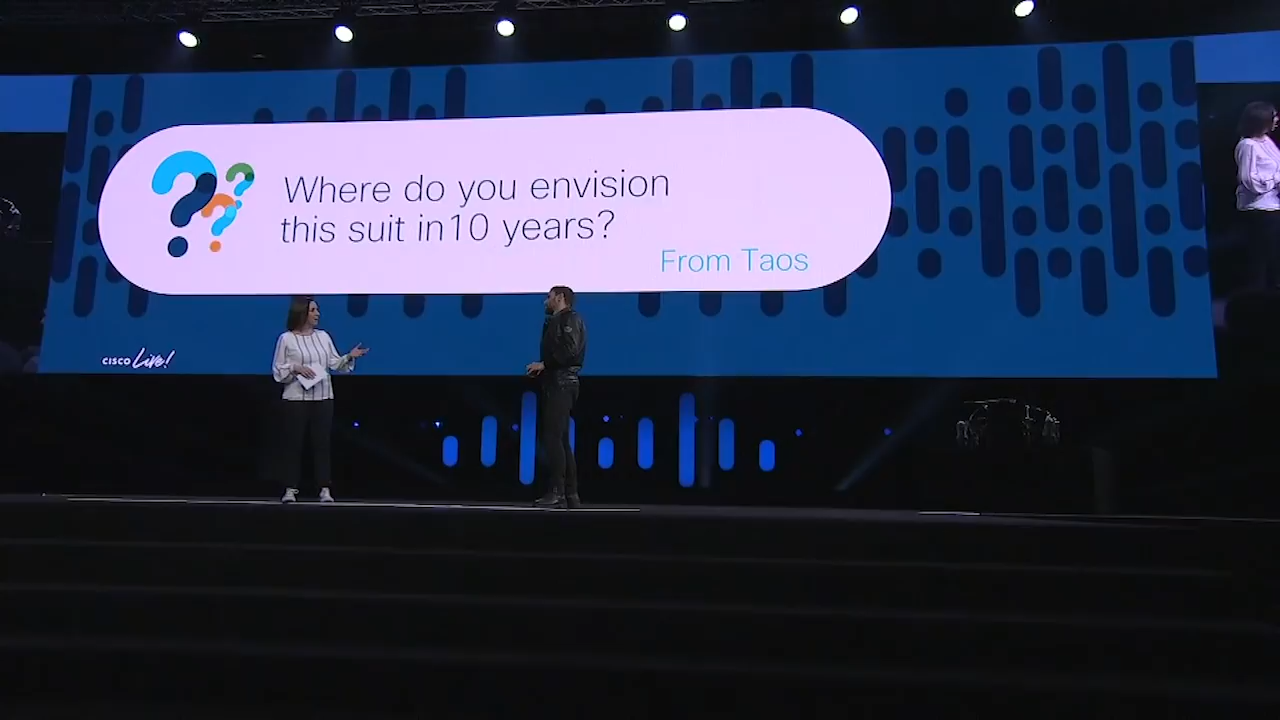 Where do you envision
this suit in10 years?
From Taos
CISCO Live!